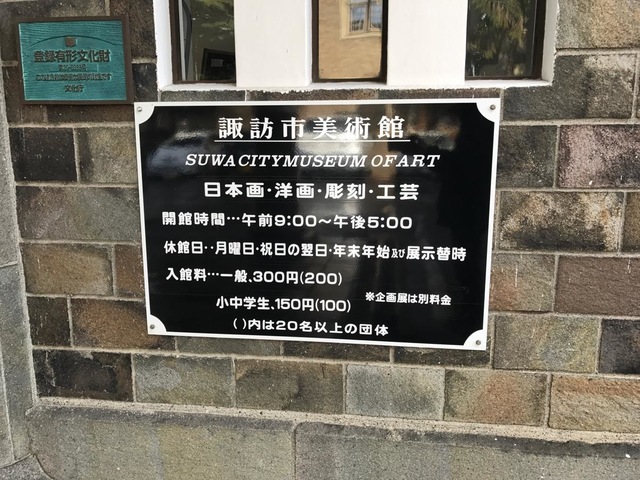 登録有形文化財
文化庁
諏訪市美術館
SUWACITYMUSEUM OFART
日本画・洋画・彫刻・工芸
開館時間…午前9:00～午後5:00
休館日‥月曜日・祝日の翌日・年末年始及び展示替時
入館料…一般、300円(200)
小中学生、150円(100) ※企画展は別料金
( )内は20名以上の団体